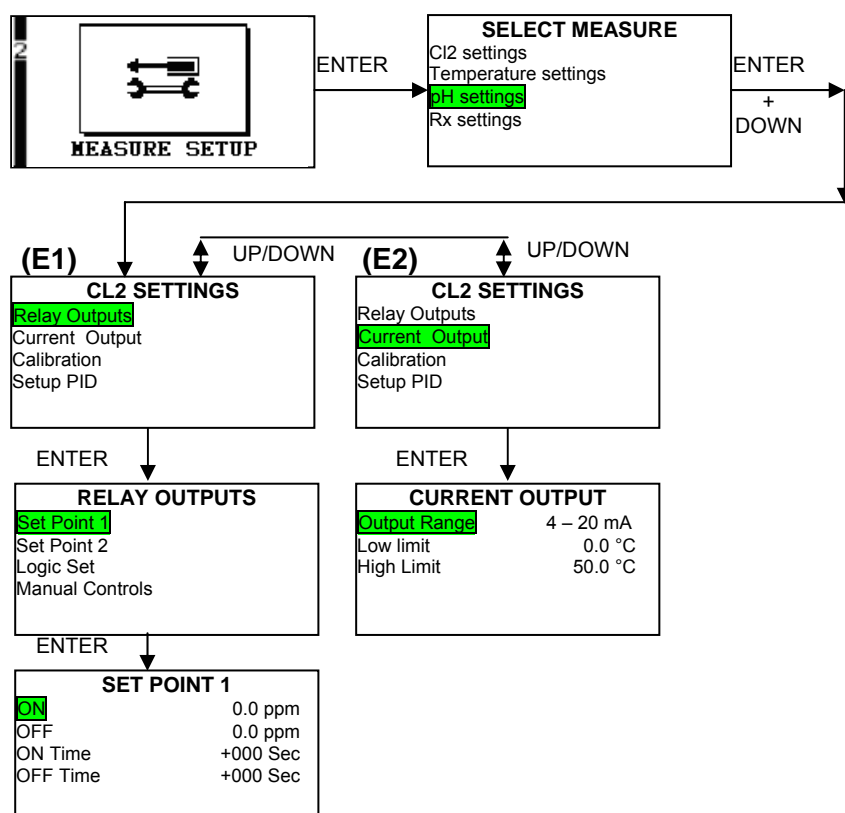 2
MEASURE SETUP
ENTER
SELECT MEASURE
Cl2 settings
Temperature settings
pH settings
Rx settings
ENTER
+
DOWN
(E1)
UP/DOWN
(E2)
UP/DOWN
CL2 SETTINGS
Relay Outputs
Current Output
Calibration
Setup PID
CL2 SETTINGS
Relay Outputs
Current Output
Calibration
Setup PID
ENTER
ENTER
RELAY OUTPUTS
Set Point 1
Set Point 2
Logic Set
Manual Controls
CURRENT OUTPUT
Output Range 4 – 20 mA
Low limit 0.0 °C
High Limit 50.0 °C
ENTER
SET POINT 1
ON 0.0 ppm
OFF 0.0 ppm
ON Time +000 Sec
OFF Time +000 Sec